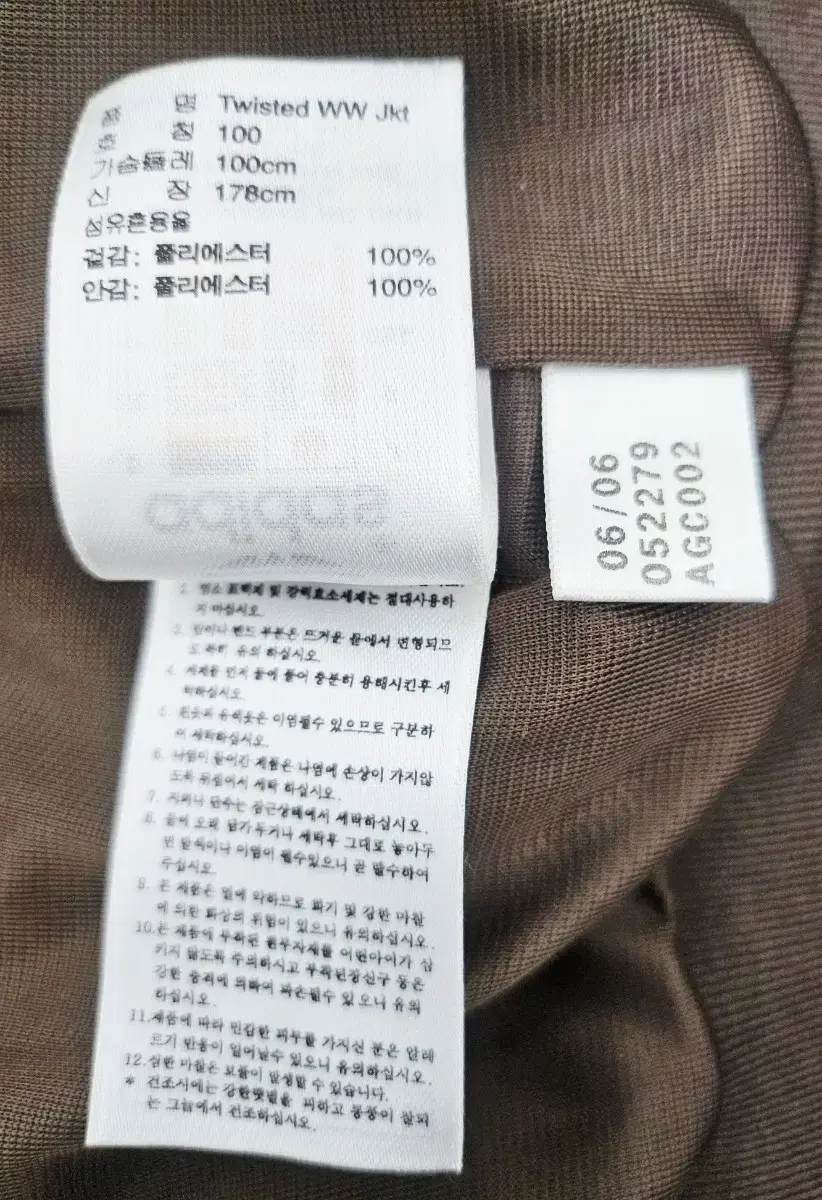 품 명 Twisted WW Jkt
호 칭 100
가슴둘레 100cm
신 장 178cm
섬유혼용율
겉감: 폴리에스터 100%
안감: 폴리에스터 100%
06/06
052279
AGC002
2. 염소 표백제 및 강력효소세제는 절대사용하
지 마십시오.
3. 프린이나 밴드 부분은 뜨거운 물에서 변형되므
로 특히 유의 하십시오.
4. 세제를 먼저 물에 풀어 충분히 용해시킨후 세
탁하십시오.
5. 흰옷과 유색옷은 이염될수 있으므로 구분하
여 세탁하십시오.
6. 나염이 들어간 제품은 나염에 손상이 가지않
도록 뒤집어서 세탁 하십시오.
7. 지퍼나 단추는 잠근상태에서 세탁하십시오.
8. 물에 오래 담가두거나 세탁후 그대로 놓아두
면 탈색이나 이염이 될수있으니 곧 탈수하여
주십시오.
9. 본 제품은 열에 약하므로 화기 및 강한 마찰
에 의한 화상의 위험이 있으니 유의하십시오.
10.본 제품에 부착된 원부자재를 어린아이가 삼
키지 않도록 주의하시고 부착된장신구 등은
강한 충격에 의하여 파손될수 있으니 유의
하십시오.
11.제품에 따라 민감한 피부를 가지신 분은 알레
르기 반응이 일어날수 있으니 유의하십시오.
12.심한 마찰은 보풀이 발생할 수 있습니다.
* 건조시에는 강한햇볕을 피하고 통풍이 잘되
는 그늘에서 건조하십시오.